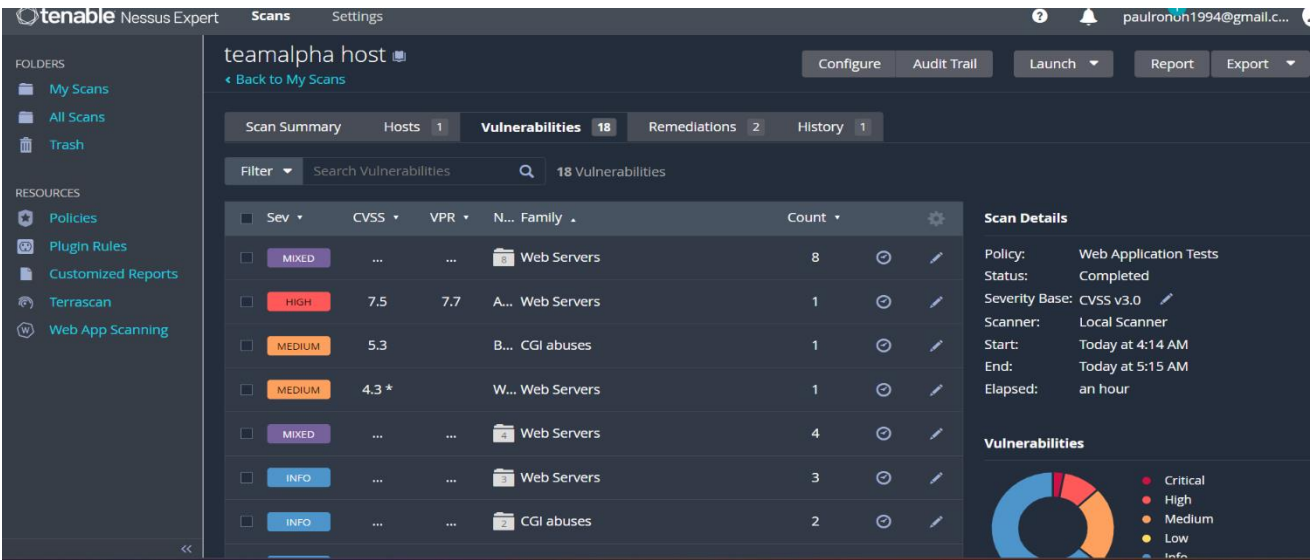 tenable Nessus Expert Scans Settings paulronoh1994@gmail.c...
FOLDERS
My Scans
All Scans
Trash
RESOURCES
Policies
Plugin Rules
Customized Reports
Terrascan
Web App Scanning
teamalpha host
Back to My Scans
Configure Audit Trail Launch Report Export
Scan Summary Hosts 1 Vulnerabilities 18 Remediations 2 History 1
Filter Search Vulnerabilities 18 Vulnerabilities
Sev CVSS VPR N... Family Count
MIXED ... ... 8 Web Servers 8
HIGH 7.5 7.7 A... Web Servers 1
MEDIUM 5.3 B... CGI abuses 1
MEDIUM 4.3 * W... Web Servers 1
MIXED ... ... 4 Web Servers 4
INFO ... ... 3 Web Servers 3
INFO ... ... 2 CGI abuses 2
Scan Details
Policy: Web Application Tests
Status: Completed
Severity Base: CVSS v3.0
Scanner: Local Scanner
Start: Today at 4:14 AM
End: Today at 5:15 AM
Elapsed: an hour
Vulnerabilities
Critical
High
Medium
Low
Info